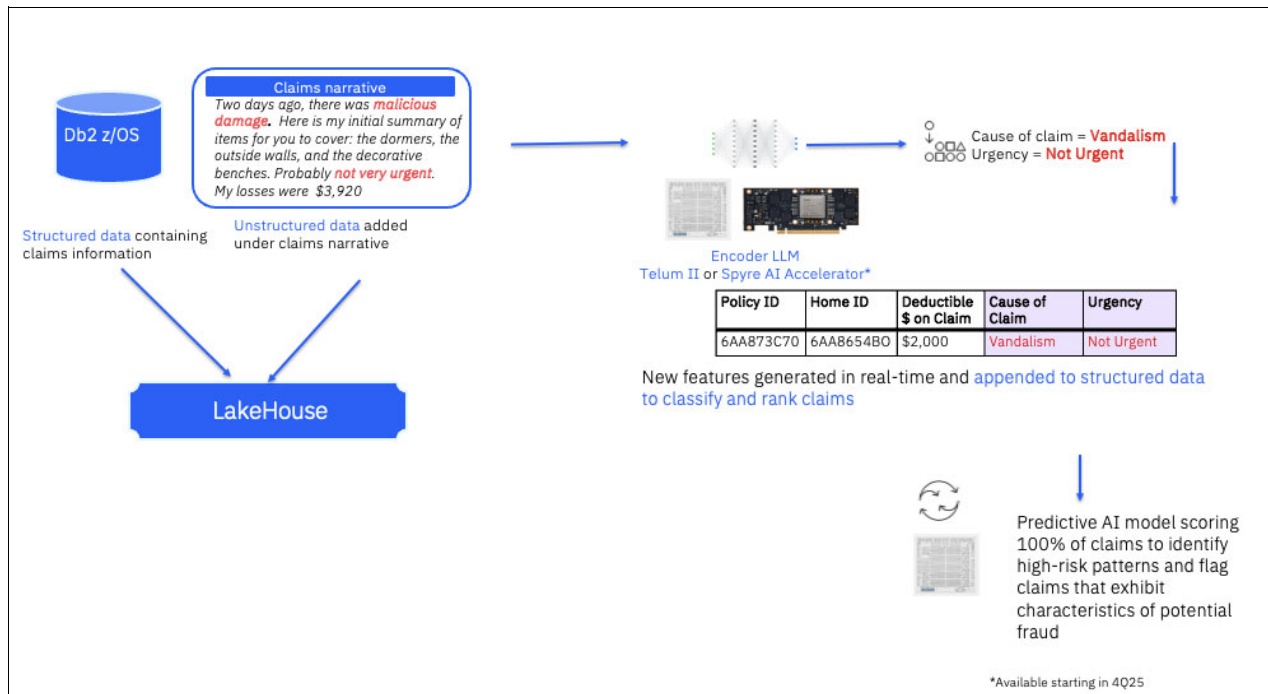 Db2 z/OS
Claims narrative
Two days ago, there was malicious
damage. Here is my initial summary of
items for you to cover: the dormers, the
outside walls, and the decorative
benches. Probably not very urgent.
My losses were $3,920
Structured data containing
claims information
Unstructured data added
under claims narrative
LakeHouse
Encoder LLM
Telum II or Spyre AI Accelerator*
Cause of claim = Vandalism
Urgency = Not Urgent
Policy ID Home ID Deductible Cause of Urgency
$ on Claim Claim
6AA873C70 6AA8654BO $2,000 Vandalism Not Urgent
New features generated in real-time and appended to structured data
to classify and rank claims
Predictive AI model scoring
100% of claims to identify
high-risk patterns and flag
claims that exhibit
characteristics of potential
fraud
*Available starting in 4Q25